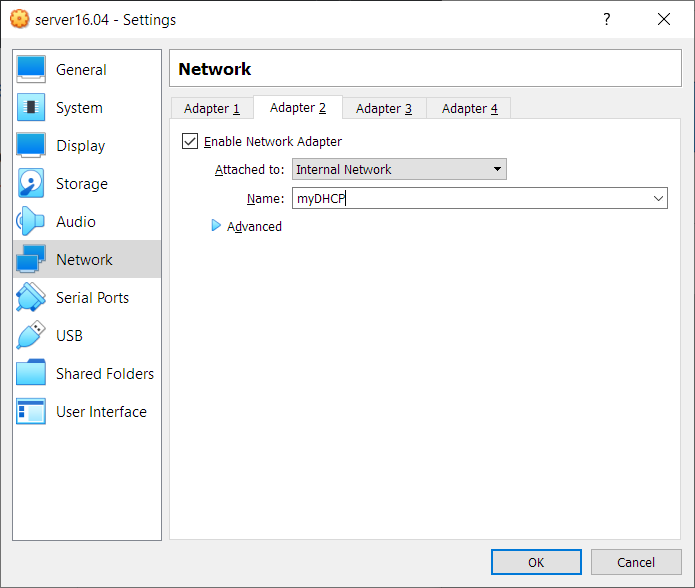 server16.04 - Settings
?
General
System
Display
Storage
Audio
Network
Serial Ports
USB
Shared Folders
User Interface
Network
Adapter 1 Adapter 2 Adapter 3 Adapter 4
Enable Network Adapter
Attached to: Internal Network
Name: myDHCP
Advanced
OK Cancel